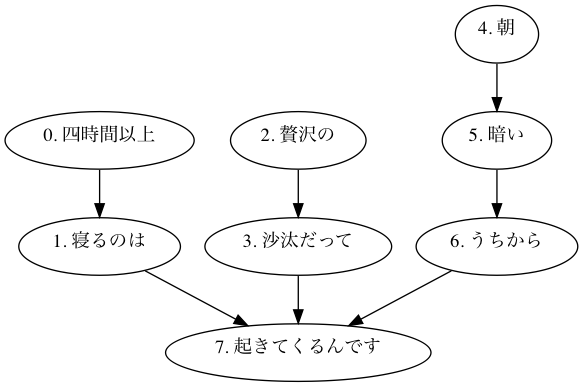 4. 朝
0. 四時間以上
2. 贅沢の
5. 暗い
1. 寝るのは
3. 沙汰だって
6. うちから
7. 起きてくるんです